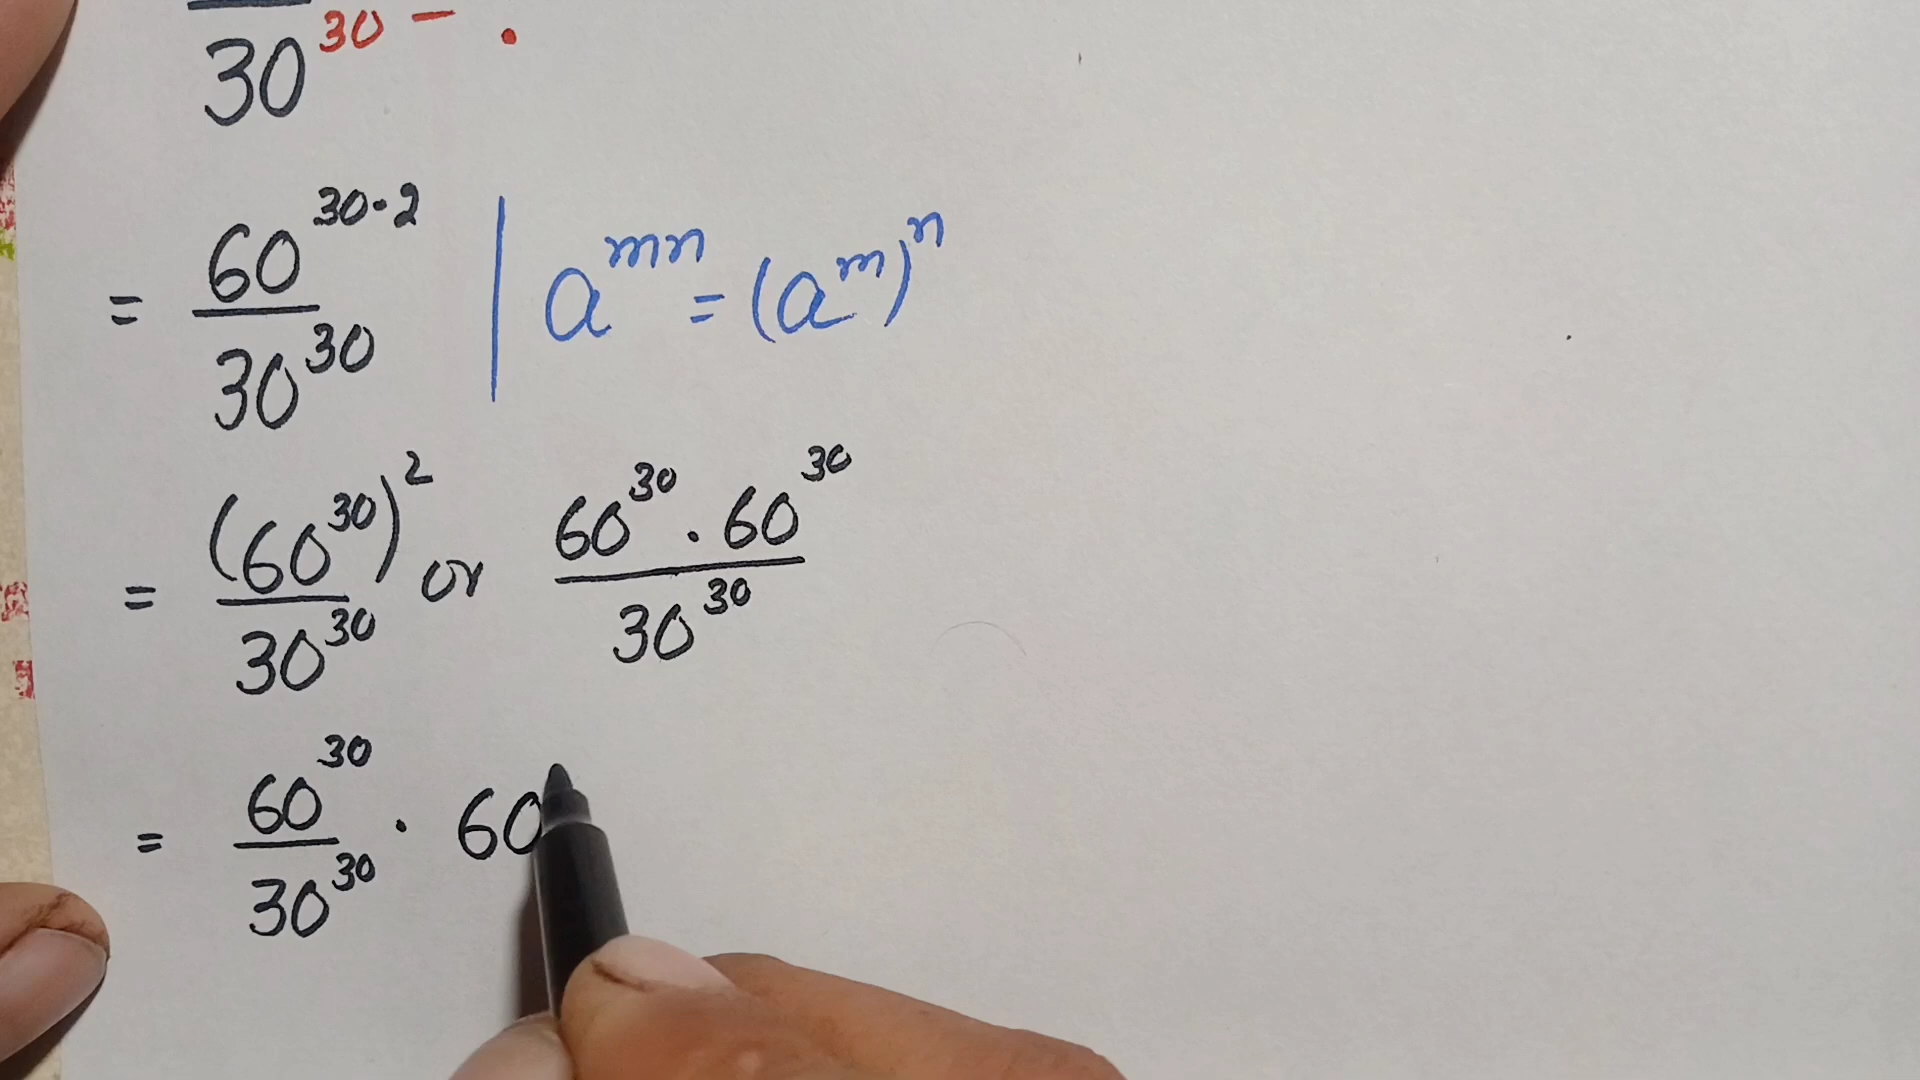 30^30 - .
= 60^30·2 / 30^30 | a^mn = (a^m)^n
= (60^30)^2 / 30^30 or 60^30 · 60^30 / 30^30
= 60^30 / 30^30 · 60